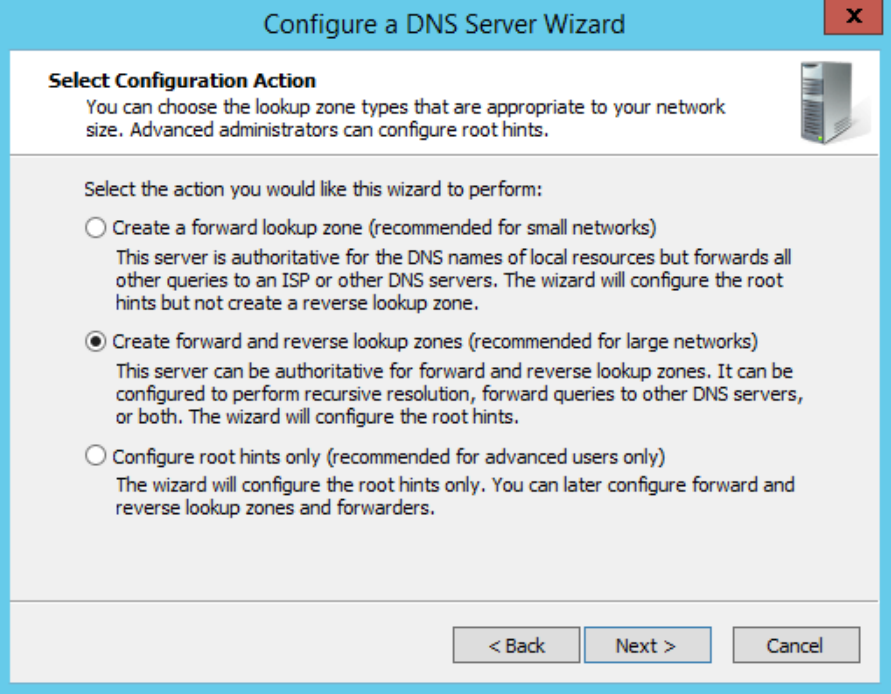 Configure a DNS Server Wizard
x
Select Configuration Action
You can choose the lookup zone types that are appropriate to your network
size. Advanced administrators can configure root hints.
Select the action you would like this wizard to perform:
Create a forward lookup zone (recommended for small networks)
This server is authoritative for the DNS names of local resources but forwards all
other queries to an ISP or other DNS servers. The wizard will configure the root
hints but not create a reverse lookup zone.
Create forward and reverse lookup zones (recommended for large networks)
This server can be authoritative for forward and reverse lookup zones. It can be
configured to perform recursive resolution, forward queries to other DNS servers,
or both. The wizard will configure the root hints.
Configure root hints only (recommended for advanced users only)
The wizard will configure the root hints only. You can later configure forward and
reverse lookup zones and forwarders.
< Back
Next >
Cancel